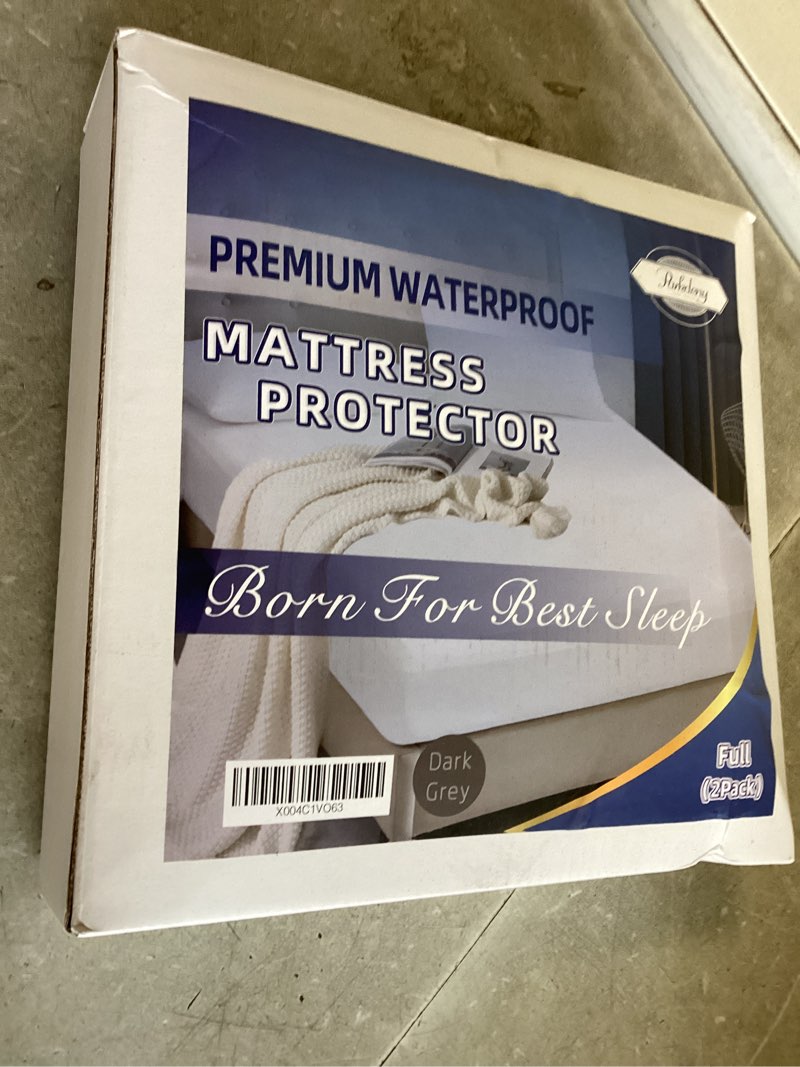 PREMIUM WATERPROOF
MATTRESS
PROTECTOR
Born For Best Sleep
Dark
Grey
X004C1VO63
Full
(2Pack)